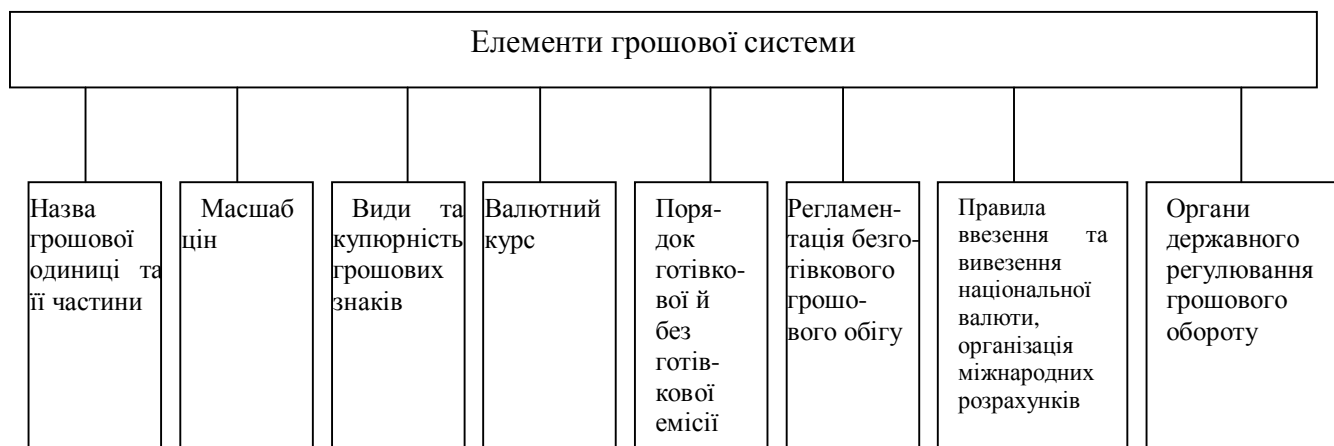 Елементи грошової системи
Назва
грошової
одиниці та
її частини
Масштаб
цін
Види та
купюрність
грошових
знаків
Валютний
курс
Поря-
док
готівко-
вої й
без
готів-
кової
емісії
Регламен-
тація безго-
тівкового
грошо-
вого обігу
Правила
ввезення та
вивезення
національної
валюти,
організація
міжнародних
розрахунків
Органи
державного
регулювання
грошового
обороту